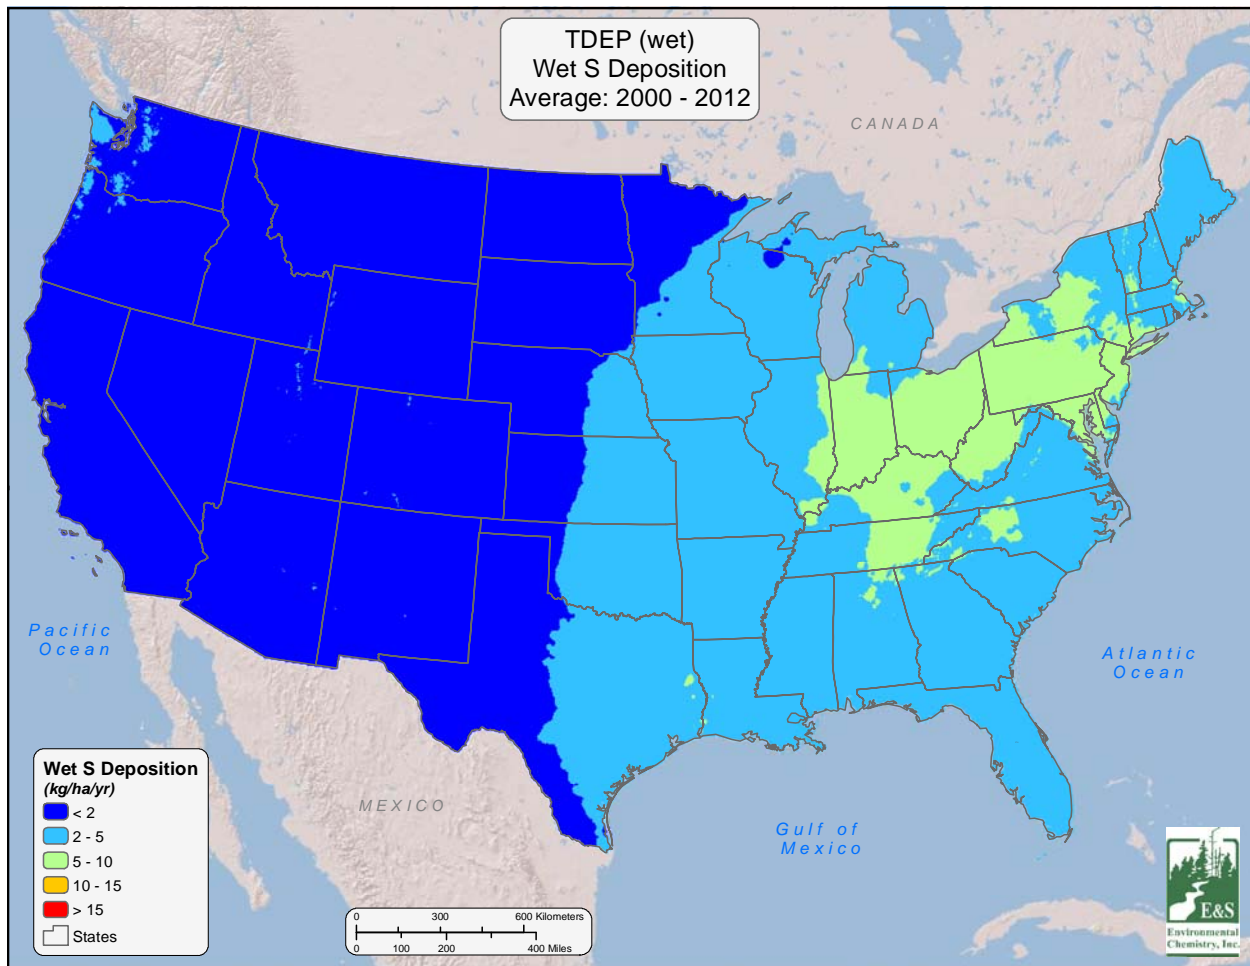 TDEP (wet)
Wet S Deposition
Average: 2000 - 2012
CANADA
Pacific
Ocean
Atlantic
Ocean
MEXICO
Gulf of
Mexico
Wet S Deposition
(kg/ha/yr)
< 2
2 - 5
5 - 10
10 - 15
> 15
States
0 300 600 Kilometers
0 100 200 400 Miles
E&S
Environmental
Chemistry, Inc.